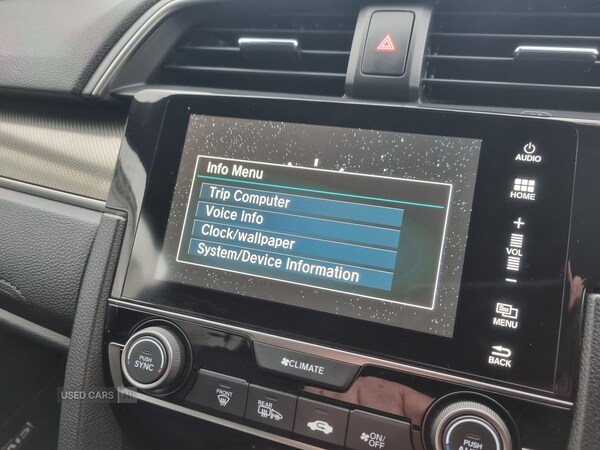 Info Menu
Trip Computer
Voice Info
Clock/wallpaper
System/Device Information
AUDIO
HOME
+
VOL
−
MENU
BACK
CLIMATE
PUSH
SYNC
FRONT
REAR
ON/
OFF
PUSH
USED CARS NI